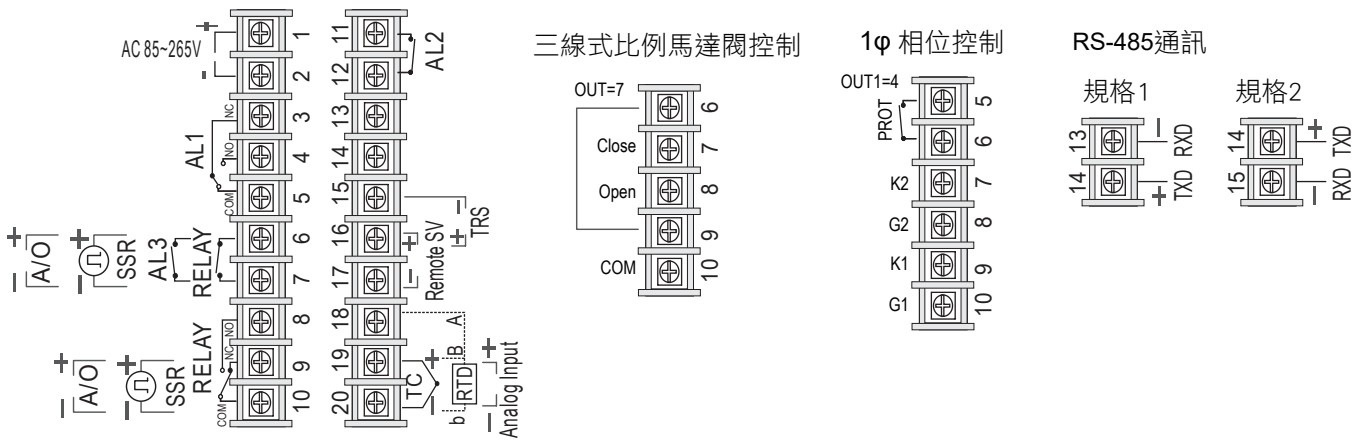 AC 85~265V
+
-
1
2
3
4
5
6
7
8
9
10
NC
NO
COM
AL1
+
-
A/O
+
-
SSR
AL3
RELAY
+
-
A/O
+
-
SSR
RELAY
NO
NC
COM
11
12
13
14
15
16
17
18
19
20
AL2
-
+
TRS
+
-
Remote SV
A
B
b
+
-
TC
RTD
+
-
Analog Input
三線式比例馬達閥控制
OUT=7
Close
Open
COM
6
7
8
9
10
1φ 相位控制
OUT1=4
PROT
K2
G2
K1
G1
5
6
7
8
9
10
RS-485通訊
規格1
13
14
- RXD
+ TXD
規格2
14
15
+ TXD
- RXD